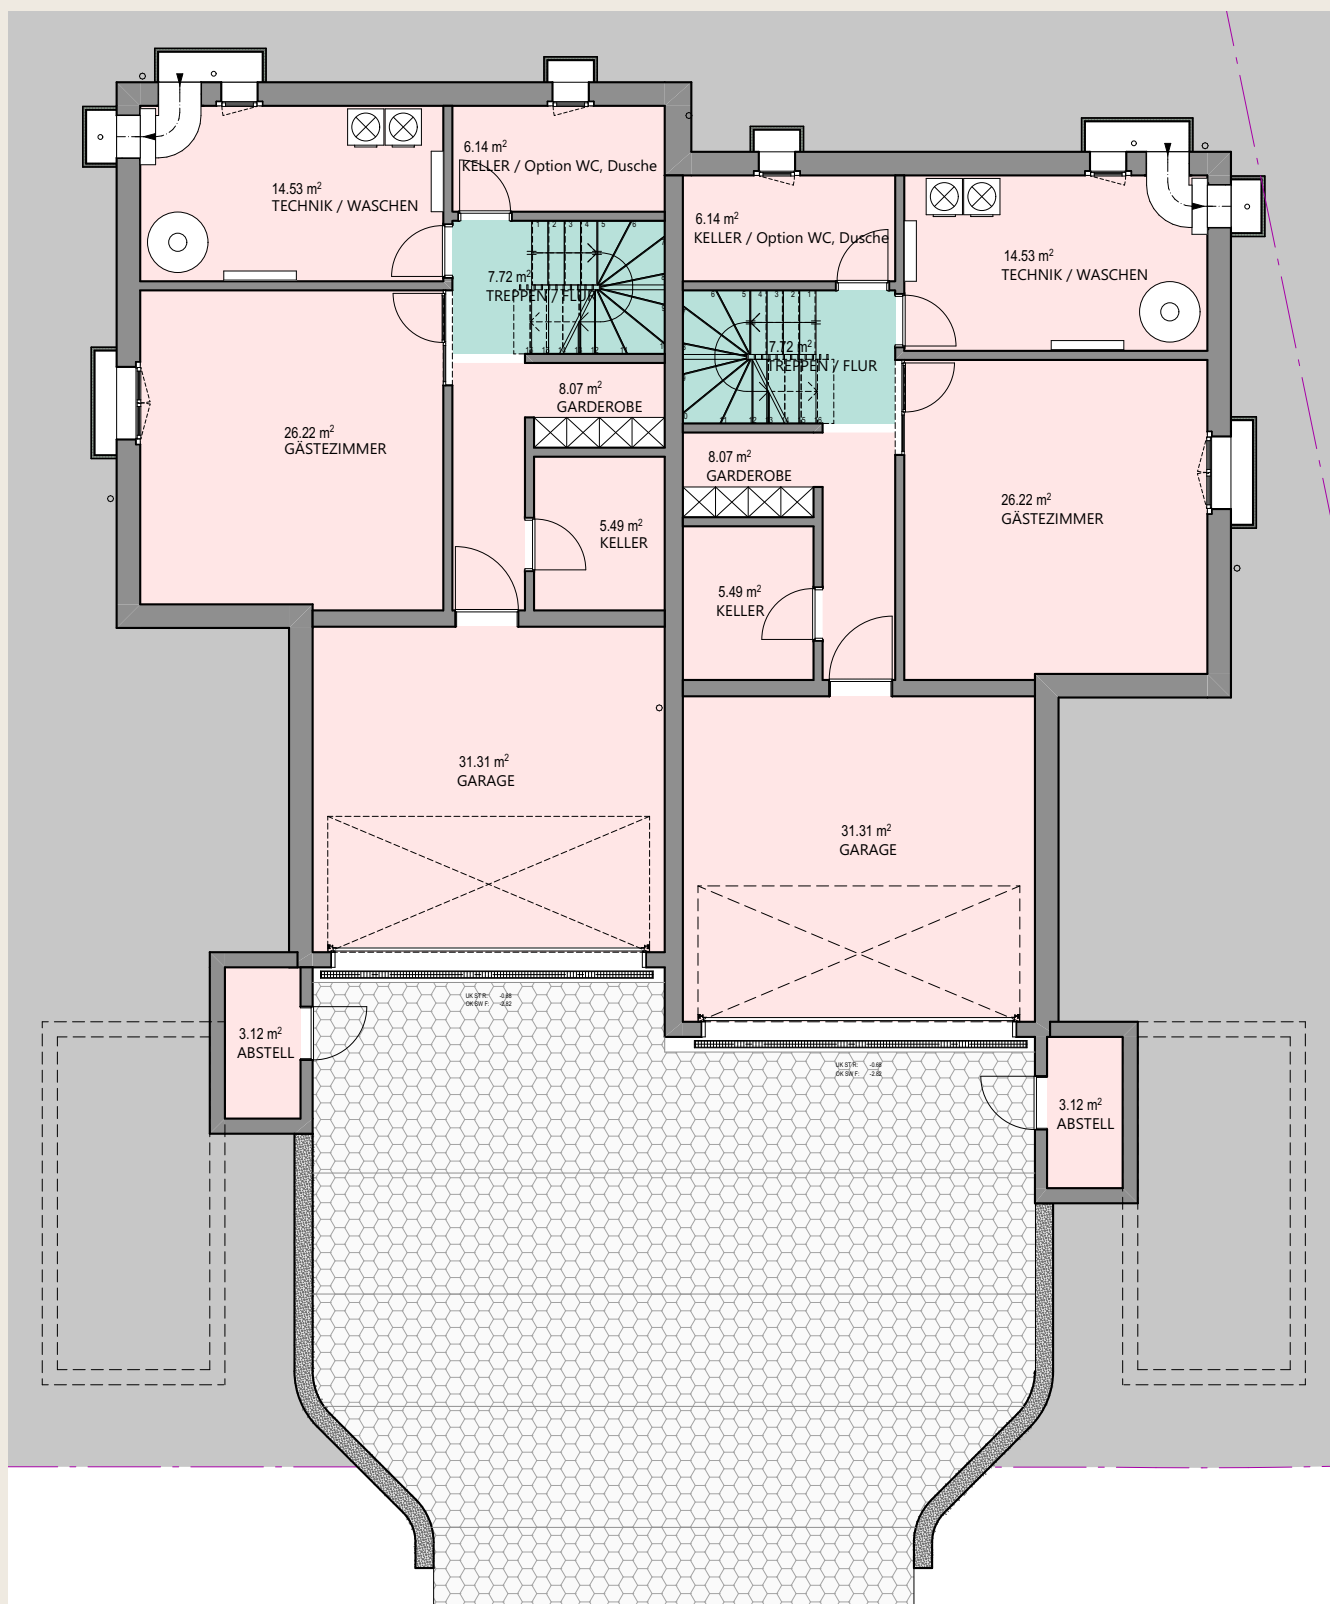 6.14 m²
KELLER / Option WC, Dusche
14.53 m²
TECHNIK / WASCHEN
7.72 m²
TREPPEN / FLUR
8.07 m²
GARDEROBE
26.22 m²
GÄSTEZIMMER
5.49 m²
KELLER
31.31 m²
GARAGE
3.12 m²
ABSTELL
6.14 m²
KELLER / Option WC, Dusche
14.53 m²
TECHNIK / WASCHEN
7.72 m²
TREPPEN / FLUR
8.07 m²
GARDEROBE
26.22 m²
GÄSTEZIMMER
5.49 m²
KELLER
31.31 m²
GARAGE
3.12 m²
ABSTELL